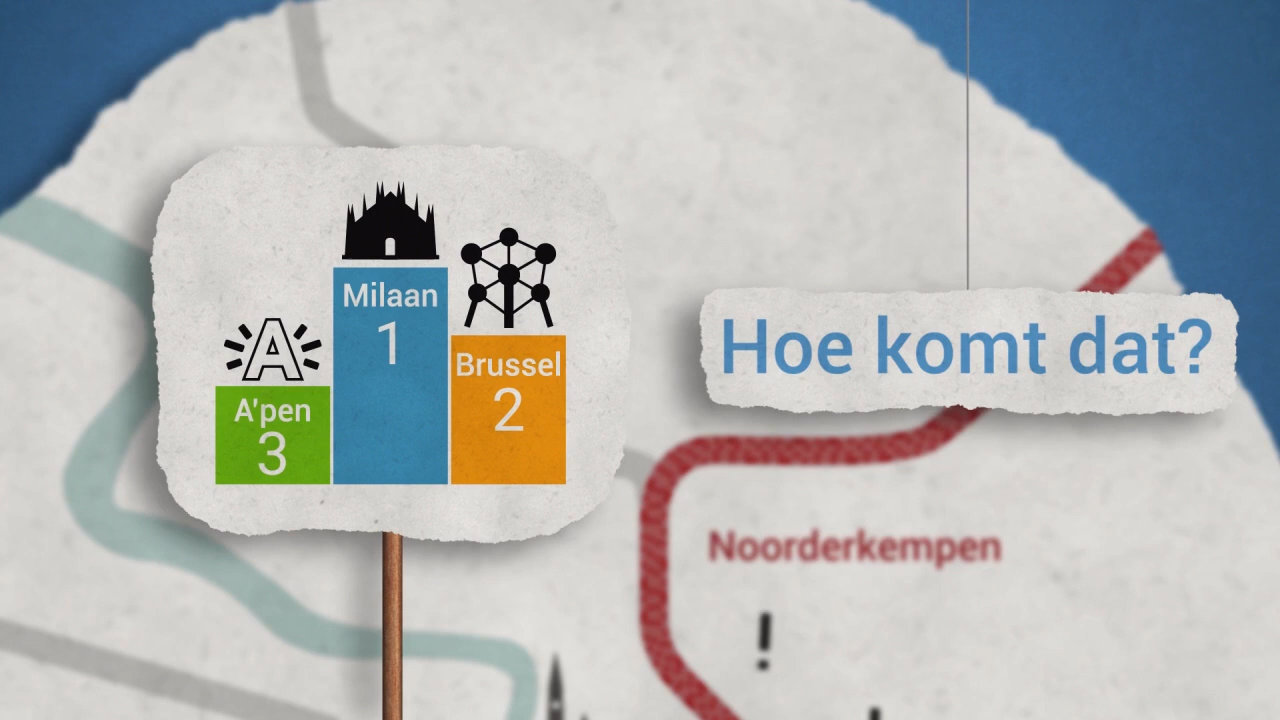 Milaan
1
Brussel
2
A
A'pen
3
Hoe komt dat?
Noorderkempen
!